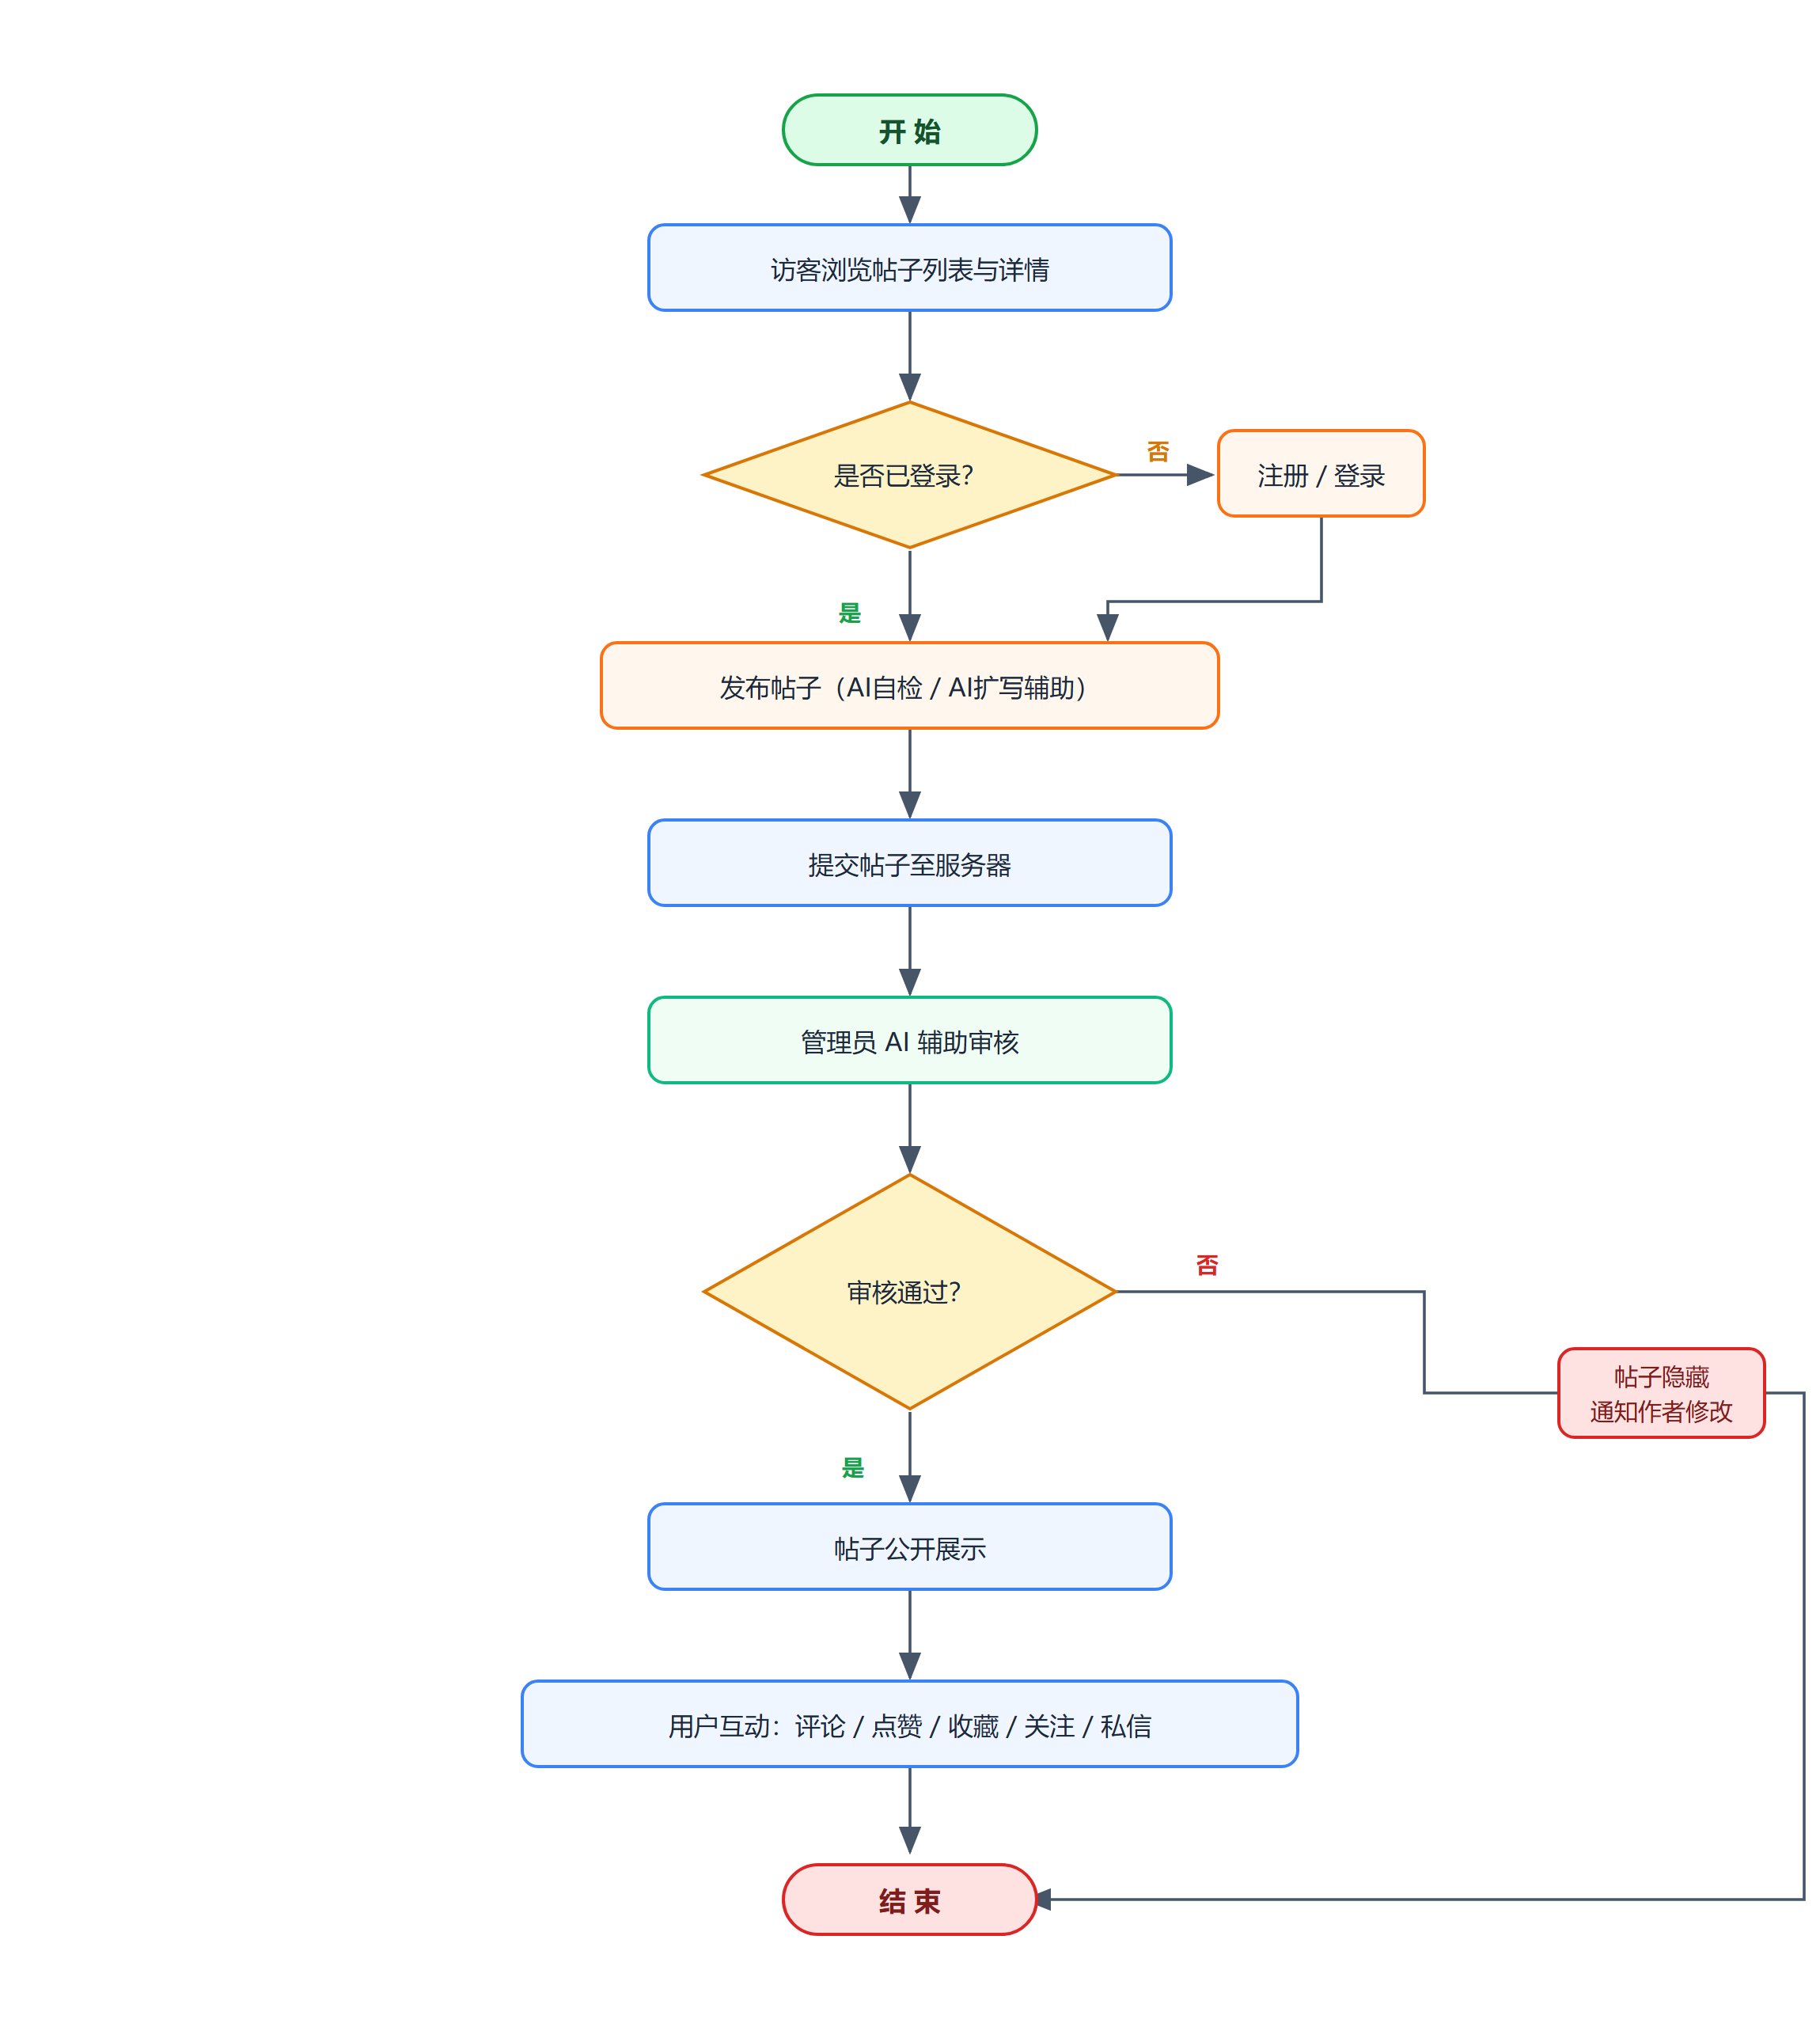 开 始
访客浏览帖子列表与详情
是否已登录?
否
注册 / 登录
是
发布帖子（AI自检 / AI扩写辅助）
提交帖子至服务器
管理员 AI 辅助审核
审核通过?
否
帖子隐藏
通知作者修改
是
帖子公开展示
用户互动：评论 / 点赞 / 收藏 / 关注 / 私信
结 束